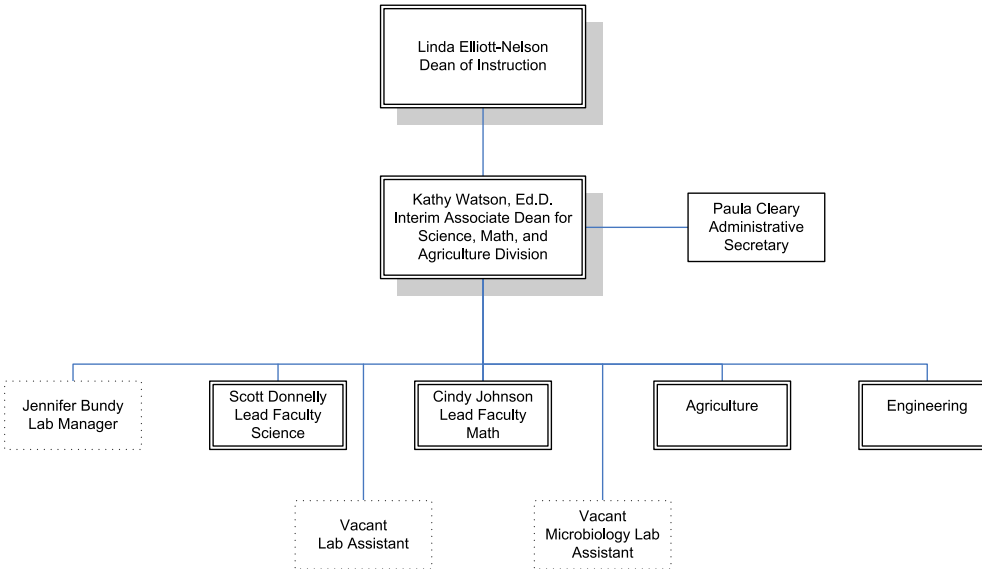 Linda Elliott-Nelson
Dean of Instruction
Kathy Watson, Ed.D.
Interim Associate Dean for
Science, Math, and
Agriculture Division
Paula Cleary
Administrative
Secretary
Jennifer Bundy
Lab Manager
Scott Donnelly
Lead Faculty
Science
Cindy Johnson
Lead Faculty
Math
Agriculture
Engineering
Vacant
Lab Assistant
Vacant
Microbiology Lab
Assistant